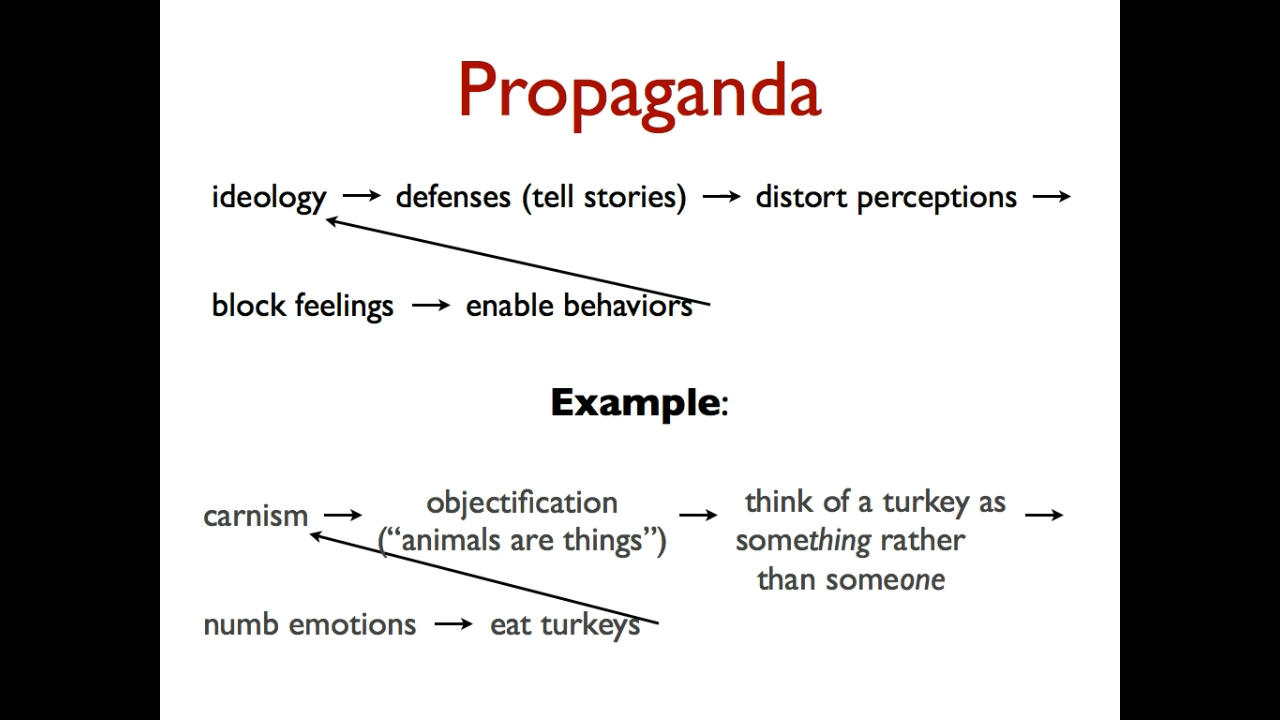 Propaganda
ideology → defenses (tell stories) → distort perceptions →
block feelings → enable behaviors
Example:
carnism → objectification (“animals are things”) → think of a turkey as something rather than someone →
numb emotions → eat turkeys